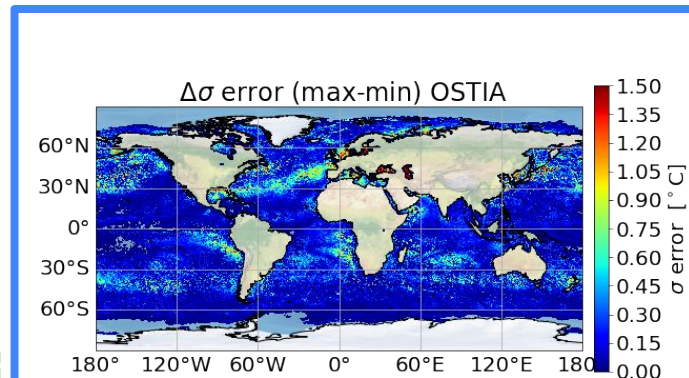 Δσ error (max-min) OSTIA
60°N
30°N
0°
30°S
60°S
180° 120°W 60°W 0° 60°E 120°E 180
1.50
1.35
1.20
1.05
0.90
0.75
0.60
0.45
0.30
0.15
0.00
σ error [°C]